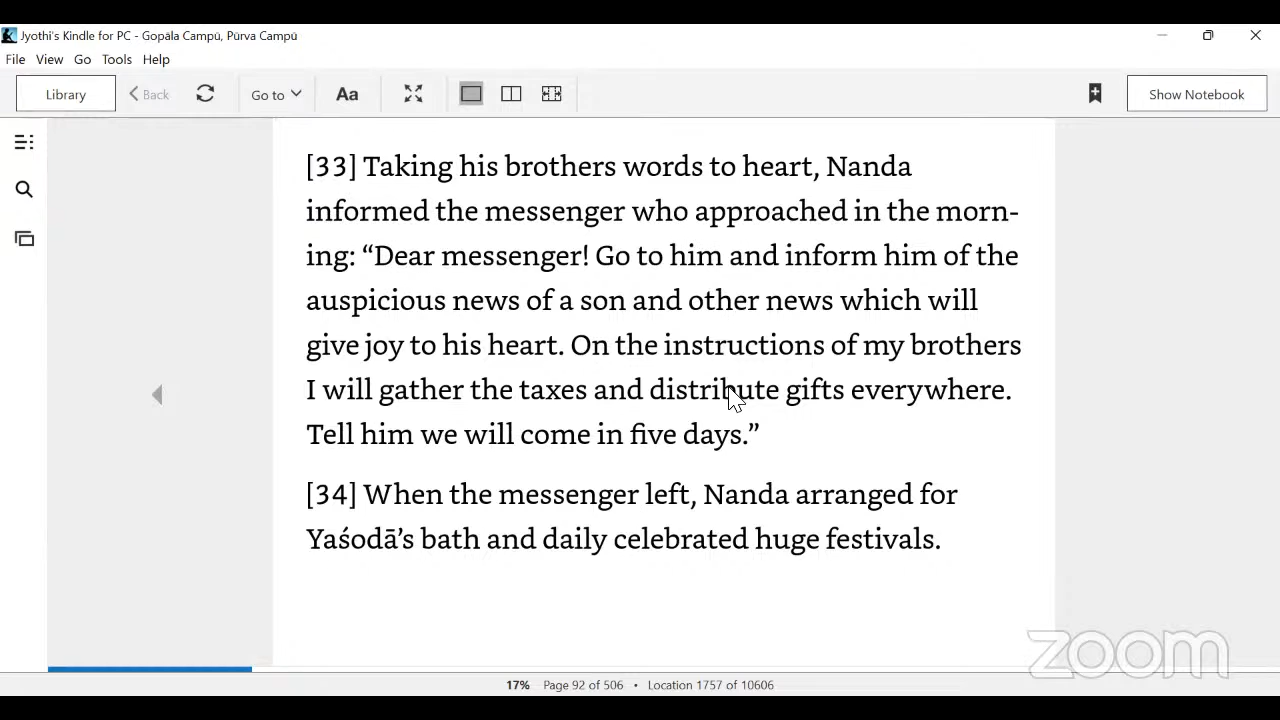 Jyothi's Kindle for PC - Gopāla Campū, Pūrva Campū
File View Go Tools Help
Library Back Go to Aa Show Notebook
[33] Taking his brothers words to heart, Nanda
informed the messenger who approached in the morn-
ing: “Dear messenger! Go to him and inform him of the
auspicious news of a son and other news which will
give joy to his heart. On the instructions of my brothers
I will gather the taxes and distribute gifts everywhere.
Tell him we will come in five days.”
[34] When the messenger left, Nanda arranged for
Yaśodā’s bath and daily celebrated huge festivals.
zoom
17% Page 92 of 506 • Location 1757 of 10606